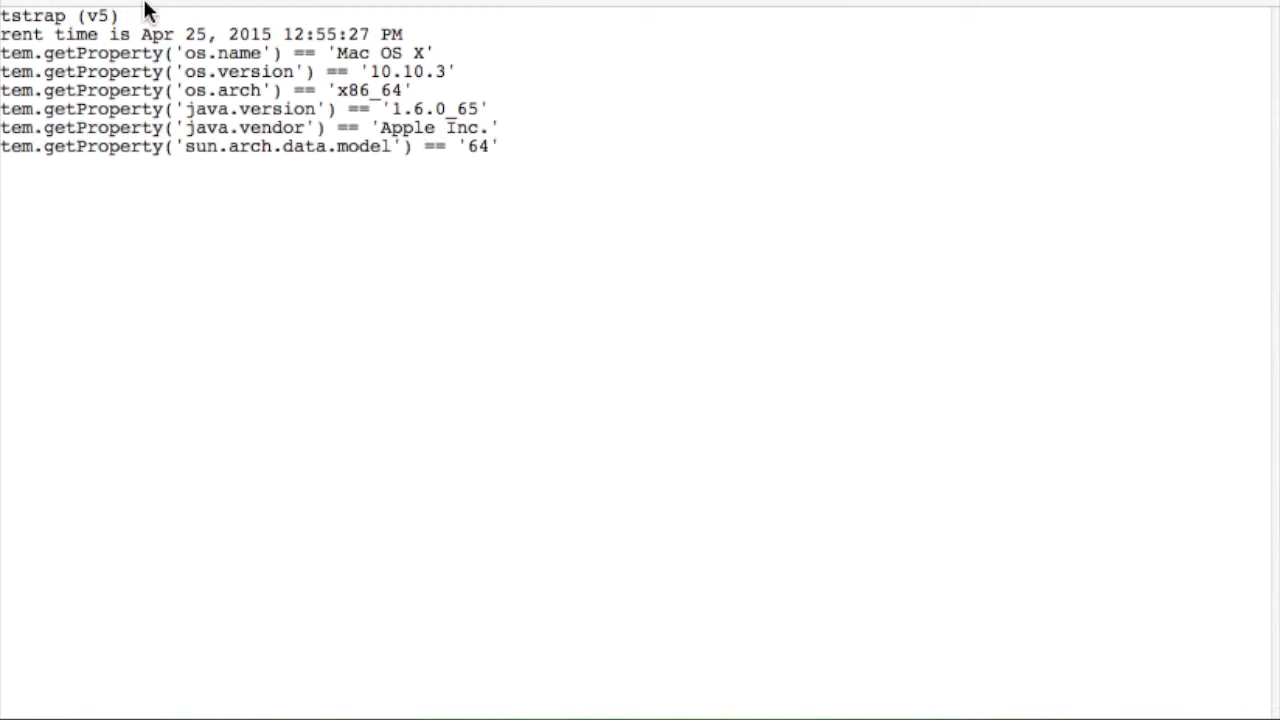 tstrap (v5)
rent time is Apr 25, 2015 12:55:27 PM
tem.getProperty('os.name') == 'Mac OS X'
tem.getProperty('os.version') == '10.10.3'
tem.getProperty('os.arch') == 'x86_64'
tem.getProperty('java.version') == '1.6.0_65'
tem.getProperty('java.vendor') == 'Apple Inc.'
tem.getProperty('sun.arch.data.model') == '64'